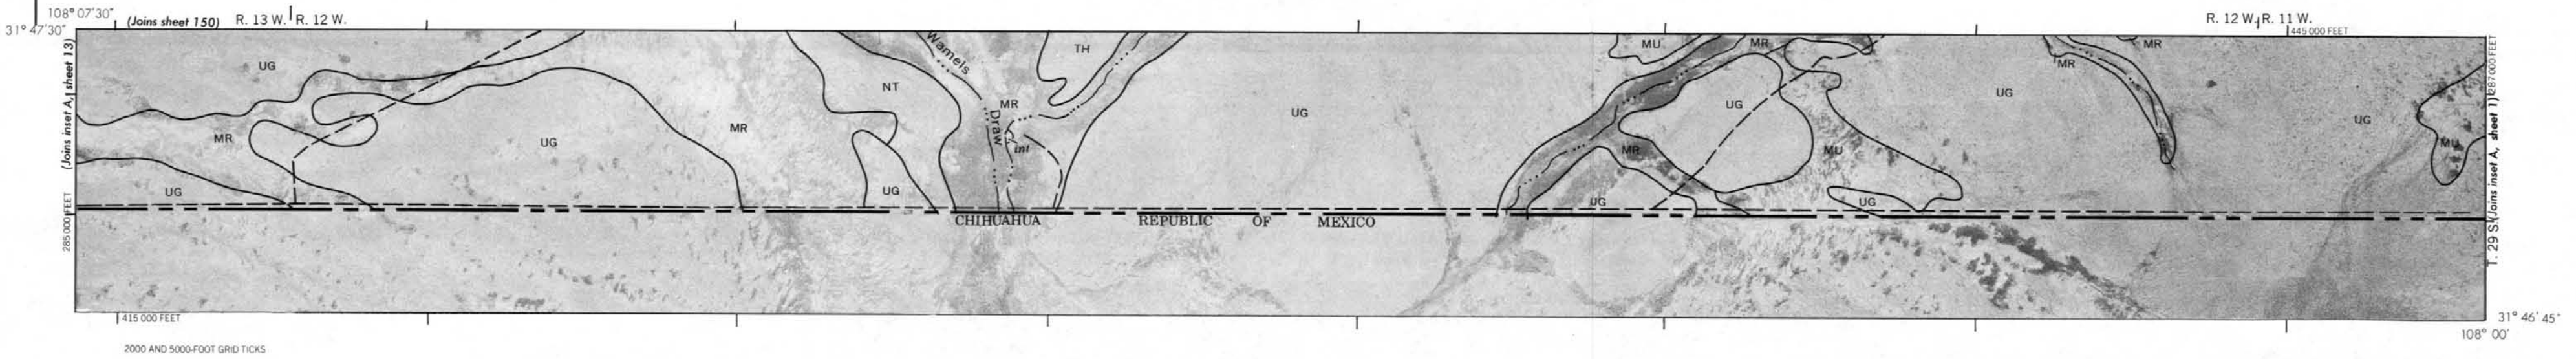 108° 07' 30"
31° 47' 30"
(Joins sheet 150)
R. 13 W. R. 12 W.
R. 12 W. R. 11 W.
445 000 FEET
(Joins inset A, sheet 13)
285 000 FEET
287 000 FEET
T. 29 S. (Joins inset A, sheet 11)
UG
MR
UG
UG
MR
NT
UG
Wamels
Draw
MR
int
TH
UG
MU
MR
UG
MR
UG
MU
UG
UG
MR
MR
UG
MU
CHIHUAHUA REPUBLIC OF MEXICO
415 000 FEET
31° 46' 45"
108° 00'
2000 AND 5000-FOOT GRID TICKS